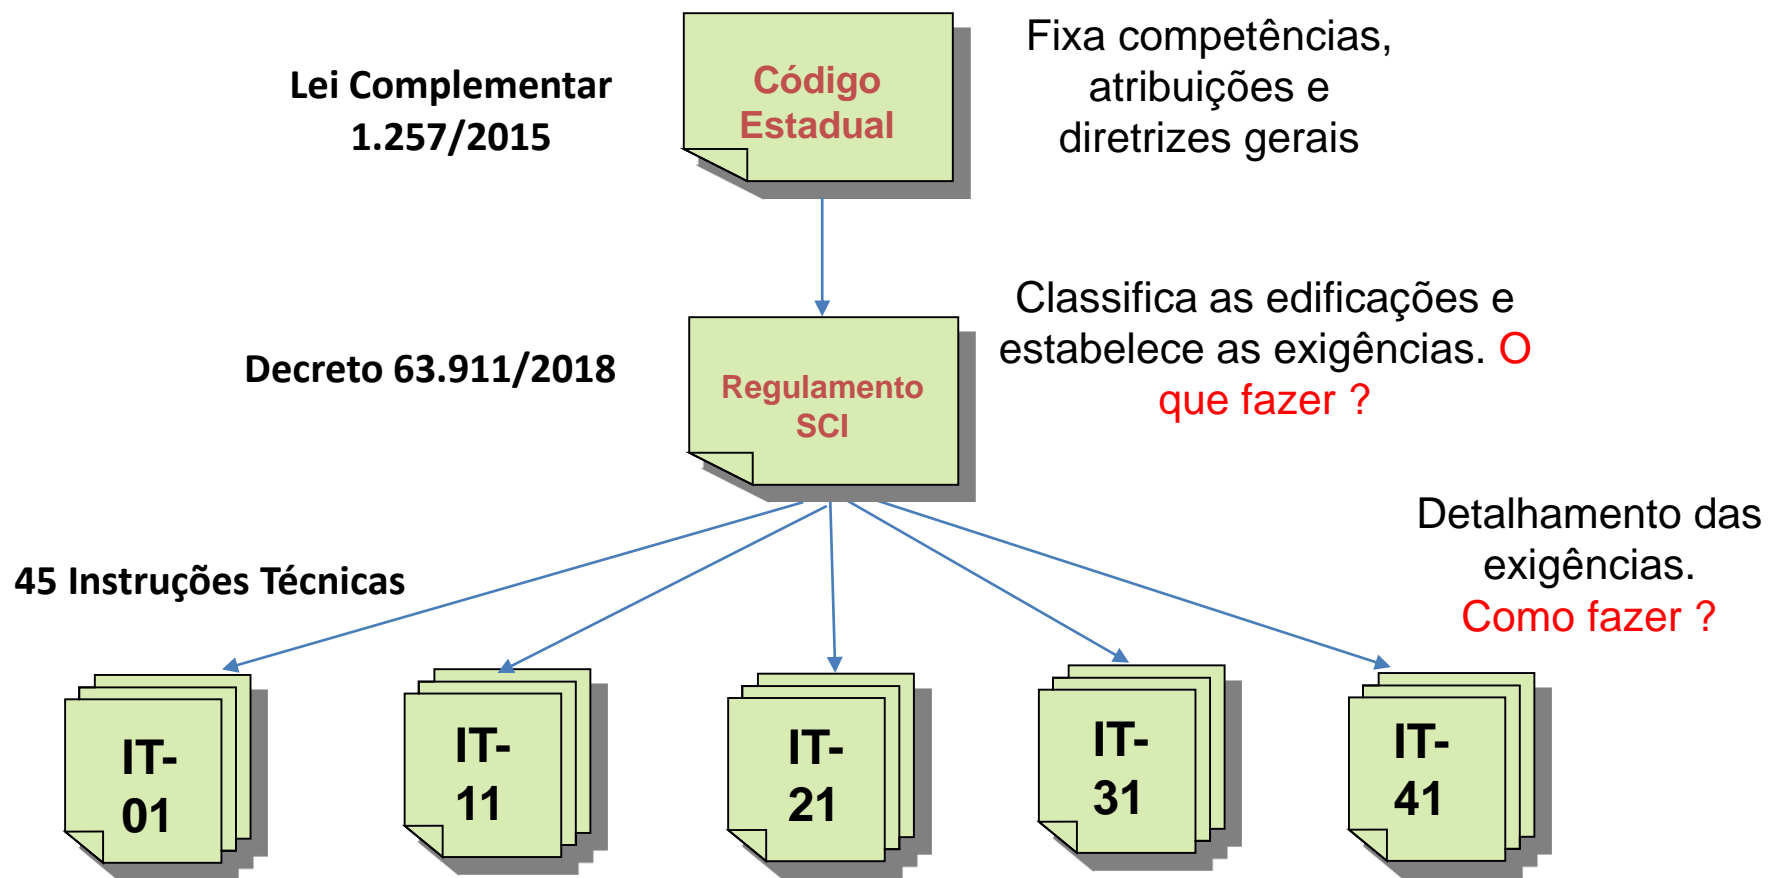 Lei Complementar
1.257/2015
Código
Estadual
Fixa competências,
atribuições e
diretrizes gerais
Decreto 63.911/2018
Regulamento
SCI
Classifica as edificações e
estabelece as exigências. O
que fazer ?
45 Instruções Técnicas
Detalhamento das
exigências.
Como fazer ?
IT-
01
IT-
11
IT-
21
IT-
31
IT-
41